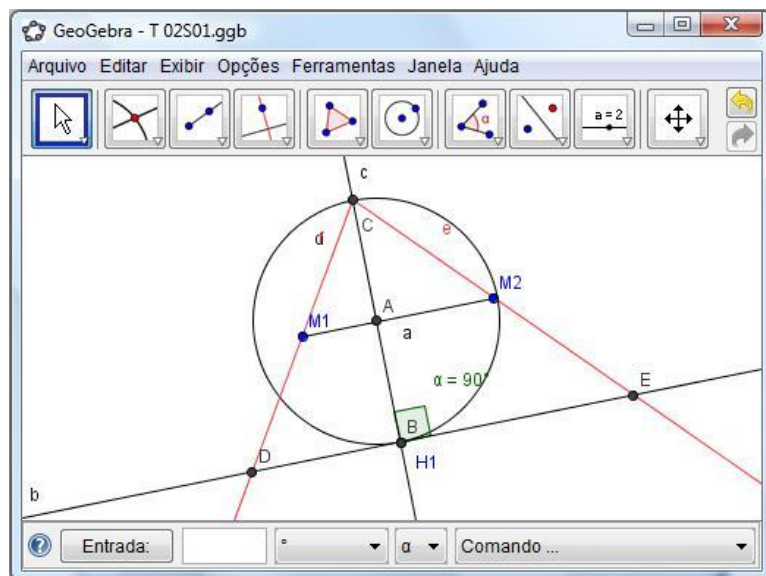 GeoGebra - T 02S01.ggb
Arquivo Editar Exibir Opções Ferramentas Janela Ajuda
α
a = 2
c
C
d
e
M2
A
M1
a
α = 90°
E
B
D
H1
b
Entrada:
°
α
Comando ...